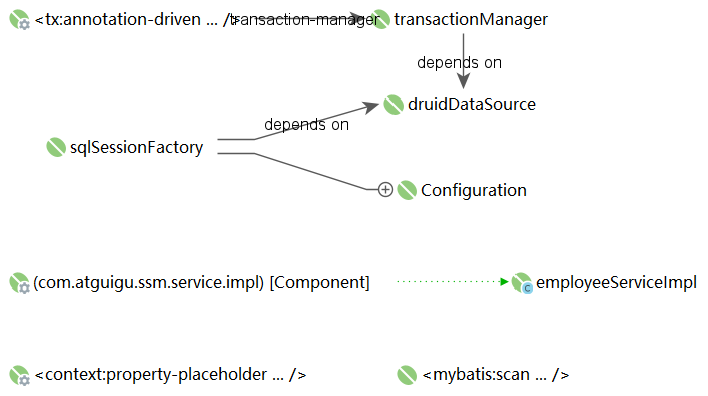 <tx:annotation-driven ... />
transaction-manager
transactionManager
depends on
druidDataSource
depends on
sqlSessionFactory
Configuration
(com.atguigu.ssm.service.impl) [Component]
employeeServiceImpl
<context:property-placeholder ... />
<mybatis:scan ... />